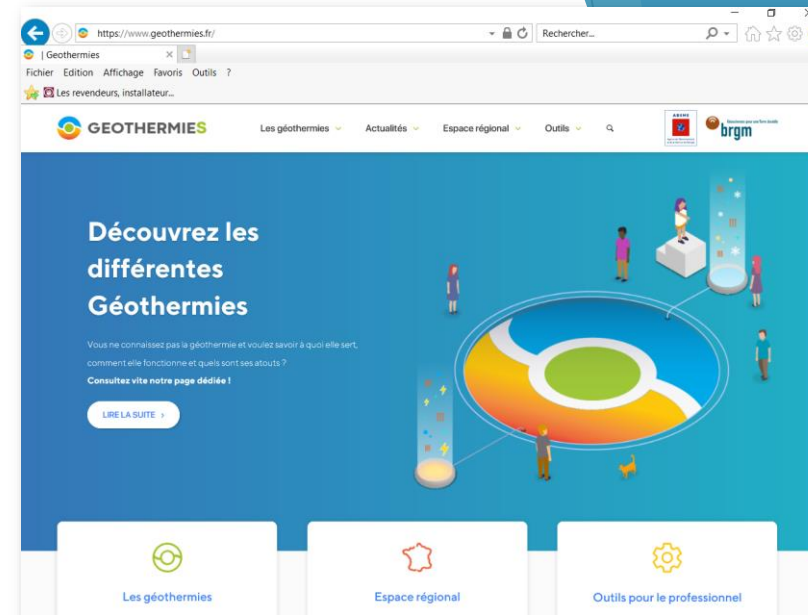 https://www.geothermies.fr/
Rechercher...
| Geothermies
Fichier Edition Affichage Favoris Outils ?
Les revendeurs, installateur...
GEOTHERMIES
Les géothermies
Actualités
Espace régional
Outils
ADEME
brgm
Découvrez les
différentes
Géothermies
Vous ne connaissez pas la géothermie et voulez savoir à quoi elle sert,
comment elle fonctionne et quels sont ses atouts ?
Consultez vite notre page dédiée !
LIRE LA SUITE >
Les géothermies
Espace régional
Outils pour le professionnel